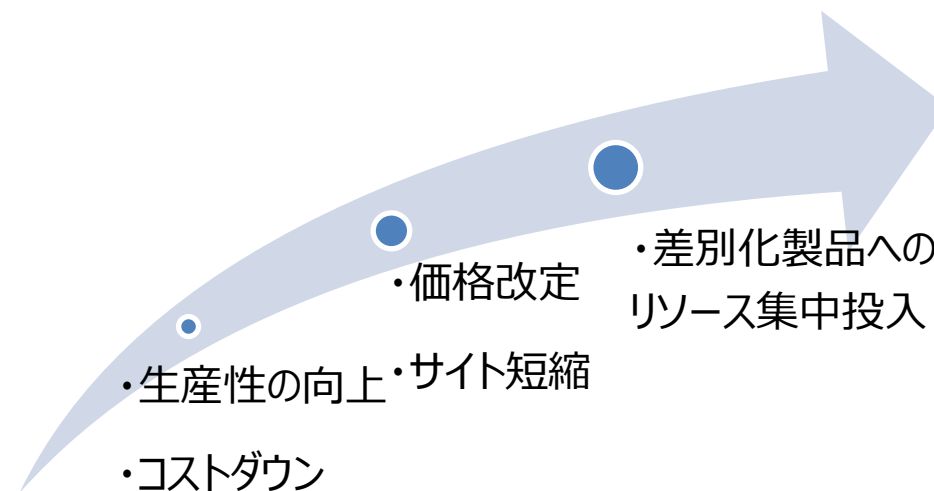 ・生産性の向上
・コストダウン
・価格改定
・サイト短縮
・差別化製品への
リソース集中投入